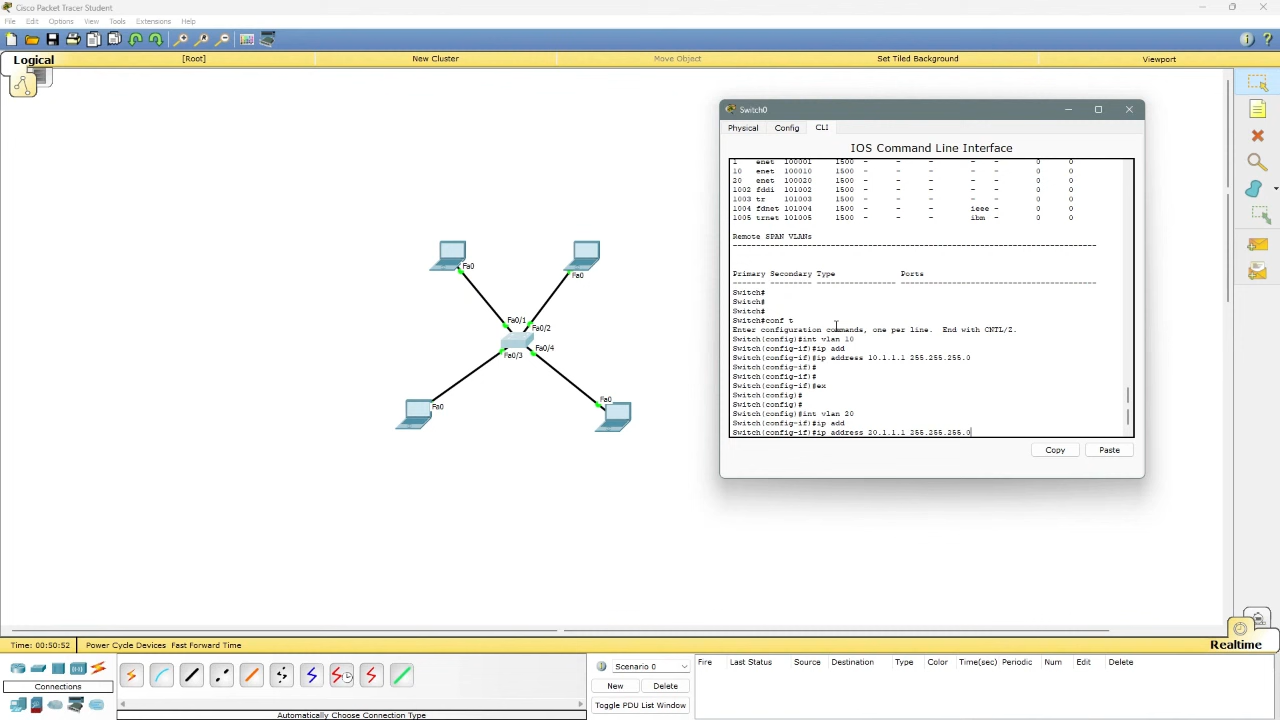 Cisco Packet Tracer Student
File Edit Options View Tools Extensions Help
Logical [Root] New Cluster Move Object Set Tiled Background Viewport
Switch0
Physical Config CLI
IOS Command Line Interface
1 enet 100001 1500 - - - - - 0 0
10 enet 100010 1500 - - - - - 0 0
20 enet 100020 1500 - - - - - 0 0
1002 fddi 101002 1500 - - - - - 0 0
1003 tr 101003 1500 - - - - - 0 0
1004 fdnet 101004 1500 - - - ieee - 0 0
1005 trnet 101005 1500 - - - ibm - 0 0
Remote SPAN VLANs
------------------------------------------------------------------------------
Primary Secondary Type Ports
------- --------- ----------------- ------------------------------------------
Switch#
Switch#
Switch#
Switch#conf t
Enter configuration commands, one per line. End with CNTL/Z.
Switch(config)#int vlan 10
Switch(config-if)#ip add
Switch(config-if)#ip address 10.1.1.1 255.255.255.0
Switch(config-if)#
Switch(config-if)#
Switch(config-if)#ex
Switch(config)#
Switch(config)#
Switch(config)#int vlan 20
Switch(config-if)#ip add
Switch(config-if)#ip address 20.1.1.1 255.255.255.0
Copy Paste
Fa0
Fa0
Fa0/1
Fa0/2
Fa0/4
Fa0/3
Fa0
Fa0
Time: 00:50:52 Power Cycle Devices Fast Forward Time
Realtime
Connections
Automatically Choose Connection Type
Scenario 0
New Delete
Toggle PDU List Window
Fire Last Status Source Destination Type Color Time(sec) Periodic Num Edit Delete